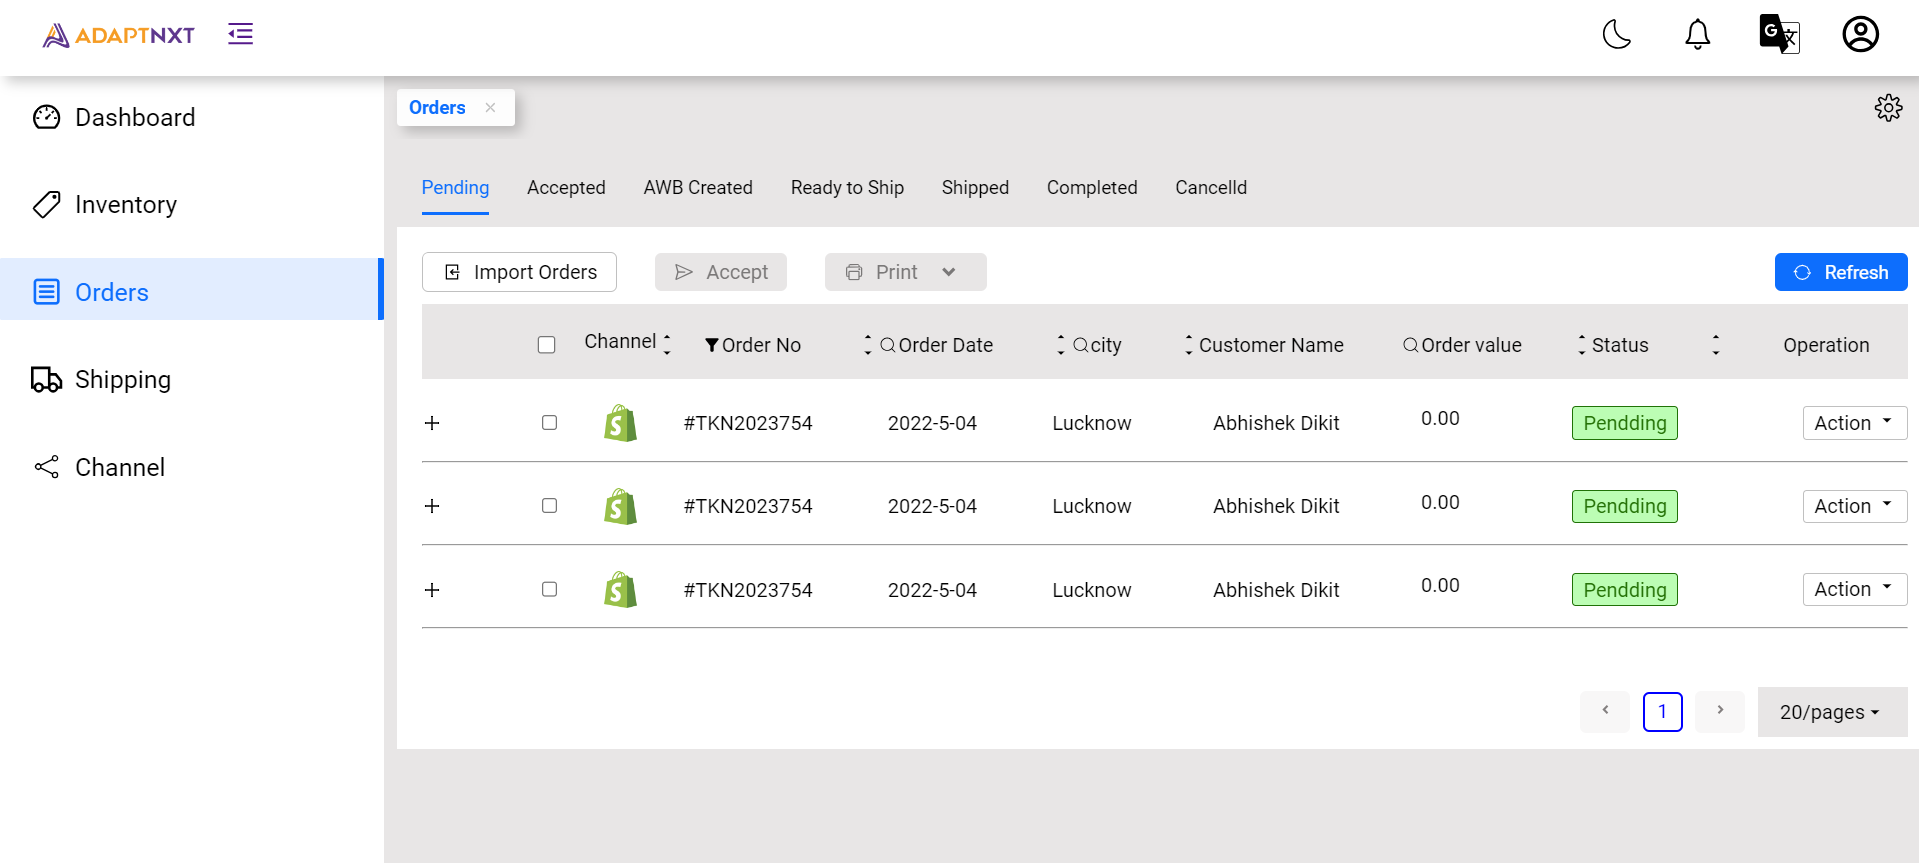 ADAPTNXT
G 文
Dashboard
Inventory
Orders
Shipping
Channel
Orders ×
Pending Accepted AWB Created Ready to Ship Shipped Completed Cancelld
Import Orders Accept Print Refresh
Channel Order No Order Date city Customer Name Order value Status Operation
+ #TKN2023754 2022-5-04 Lucknow Abhishek Dikit 0.00 Pendding Action
+ #TKN2023754 2022-5-04 Lucknow Abhishek Dikit 0.00 Pendding Action
+ #TKN2023754 2022-5-04 Lucknow Abhishek Dikit 0.00 Pendding Action
‹ 1 › 20/pages